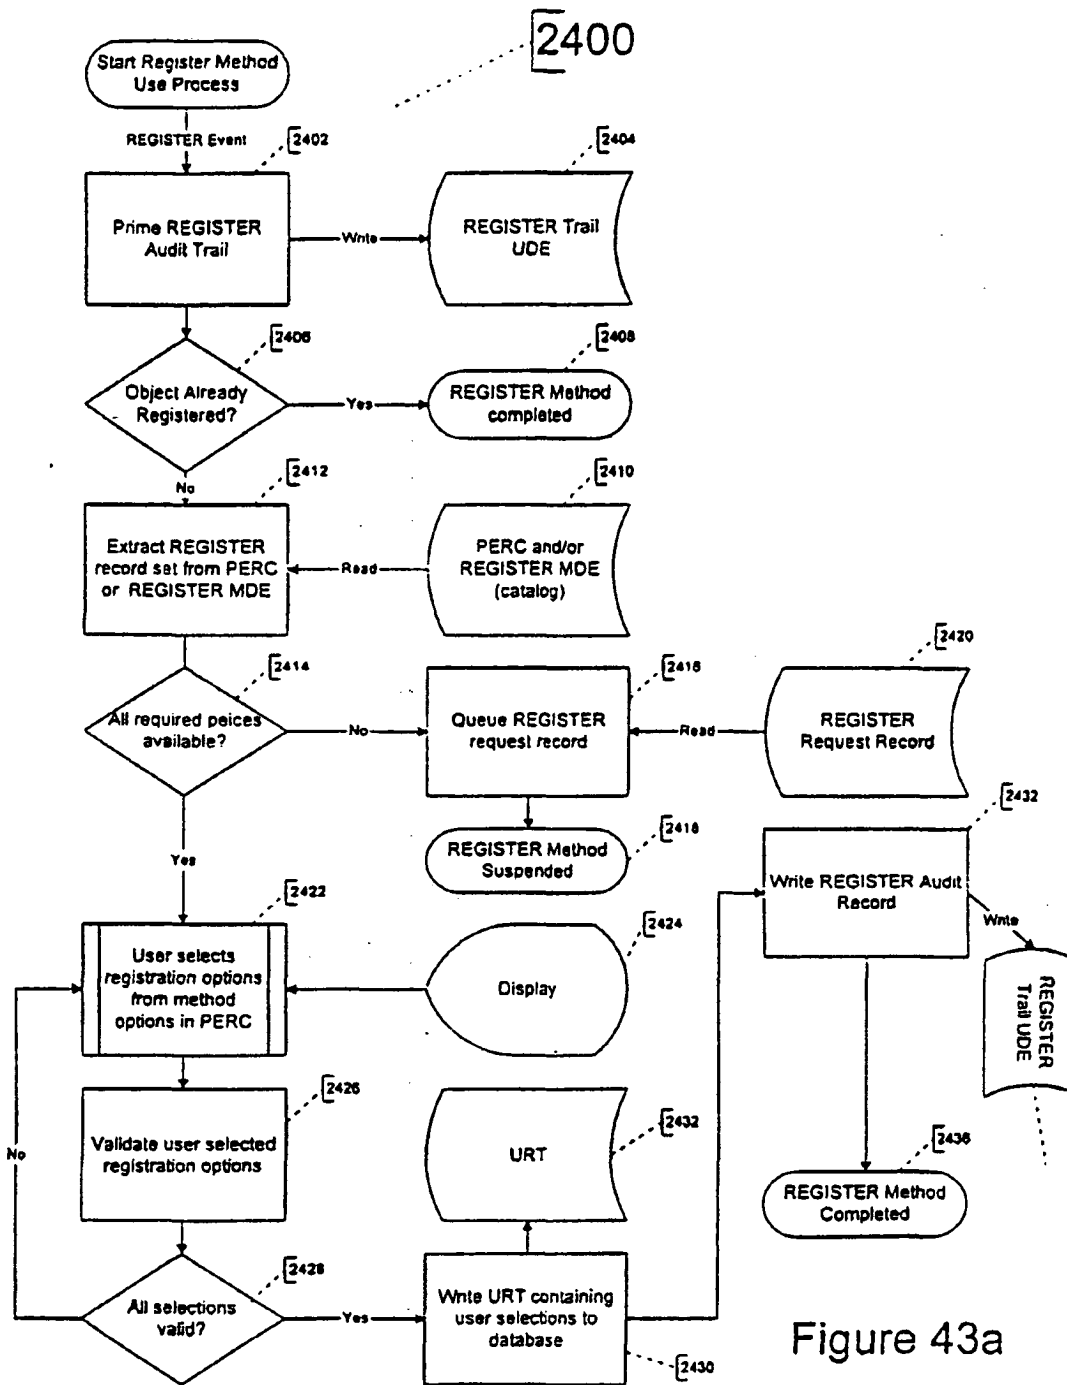 2400
Start Register Method
Use Process
REGISTER Event
2402
2404
Prime REGISTER
Audit Trail
Write
REGISTER Trail
UDE
2406
2408
Object Already
Registered?
Yes
REGISTER Method
completed
No
2412
2410
Extract REGISTER
record set from PERC
or REGISTER MDE
Read
PERC and/or
REGISTER MDE
(catalog)
2414
2416
2420
All required peices
available?
No
Queue REGISTER
request record
Read
REGISTER
Request Record
Yes
2418
REGISTER Method
Suspended
2432
Write REGISTER Audit
Record
Write
REGISTER
Trail UDE
2422
2424
User selects
registration options
from method
options in PERC
Display
2426
2432
Validate user selected
registration options
URT
No
2436
REGISTER Method
Completed
2428
All selections
valid?
Yes
Write URT containing
user selections to
database
2430
Figure 43a